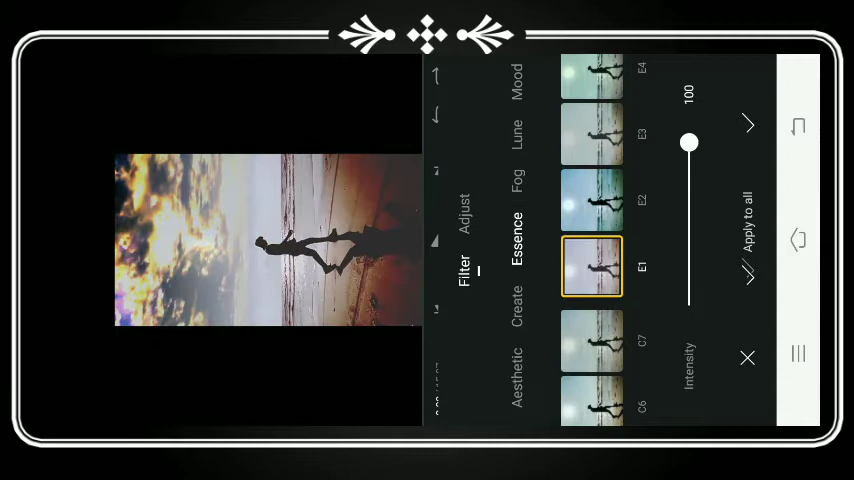 Filter Adjust
Aesthetic Create Essence Fog Lune Mood
C6 C7 E1 E2 E3 E4
Intensity 100
Apply to all